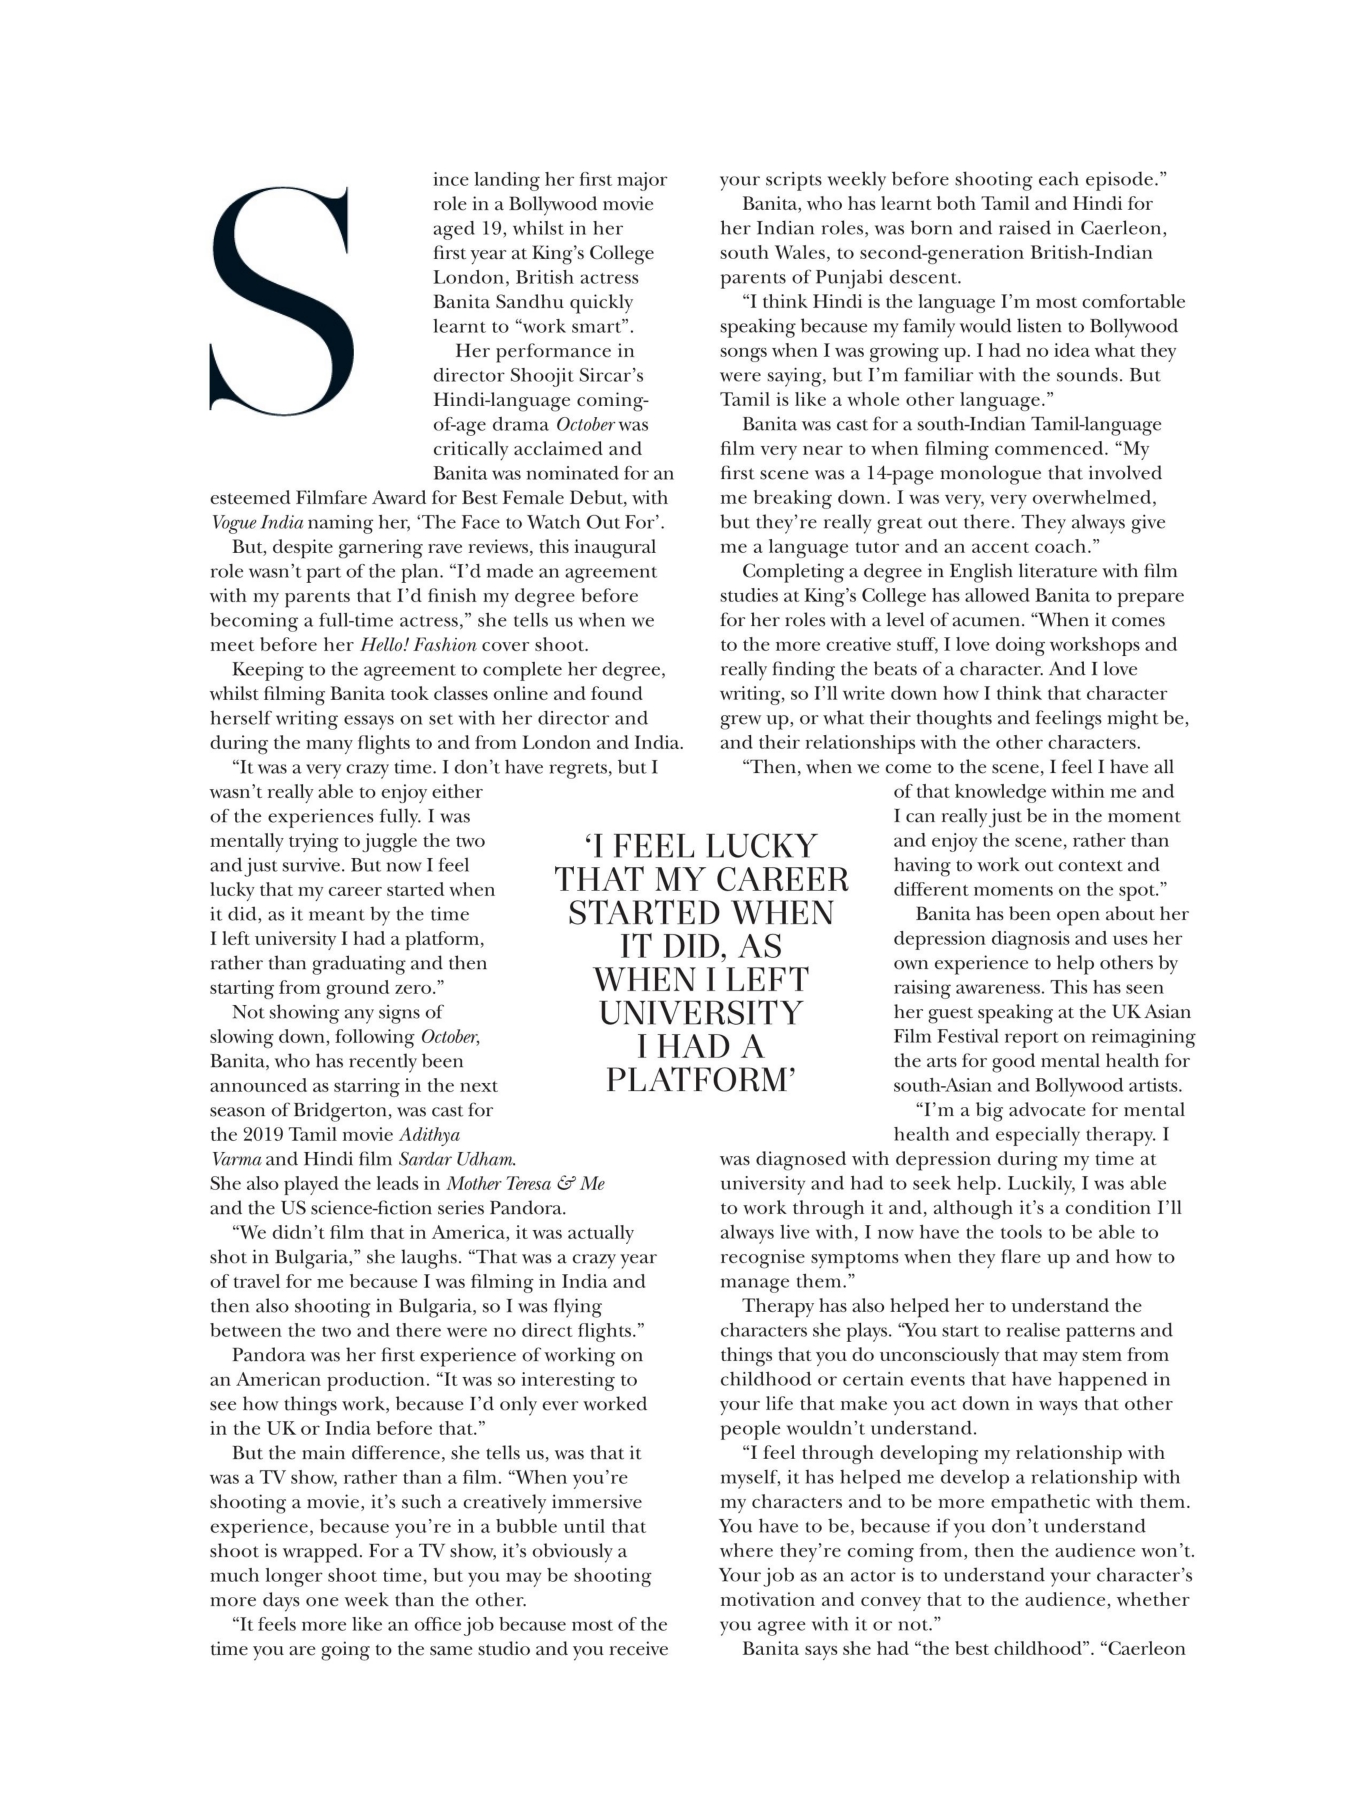 Since landing her first major
role in a Bollywood movie
aged 19, whilst in her
first year at King’s College
London, British actress
Banita Sandhu quickly
learnt to “work smart”.
Her performance in
director Shoojit Sircar’s
Hindi-language coming-
of-age drama October was
critically acclaimed and
Banita was nominated for an
esteemed Filmfare Award for Best Female Debut, with
Vogue India naming her, ‘The Face to Watch Out For’.
But, despite garnering rave reviews, this inaugural
role wasn’t part of the plan. “I’d made an agreement
with my parents that I’d finish my degree before
becoming a full-time actress,” she tells us when we
meet before her Hello! Fashion cover shoot.
Keeping to the agreement to complete her degree,
whilst filming Banita took classes online and found
herself writing essays on set with her director and
during the many flights to and from London and India.
“It was a very crazy time. I don’t have regrets, but I
wasn’t really able to enjoy either
of the experiences fully. I was
mentally trying to juggle the two
and just survive. But now I feel
lucky that my career started when
it did, as it meant by the time
I left university I had a platform,
rather than graduating and then
starting from ground zero.”
Not showing any signs of
slowing down, following October,
Banita, who has recently been
announced as starring in the next
season of Bridgerton, was cast for
the 2019 Tamil movie Adithya
Varma and Hindi film Sardar Udham.
She also played the leads in Mother Teresa & Me
and the US science-fiction series Pandora.
“We didn’t film that in America, it was actually
shot in Bulgaria,” she laughs. “That was a crazy year
of travel for me because I was filming in India and
then also shooting in Bulgaria, so I was flying
between the two and there were no direct flights.”
Pandora was her first experience of working on
an American production. “It was so interesting to
see how things work, because I’d only ever worked
in the UK or India before that.”
But the main difference, she tells us, was that it
was a TV show, rather than a film. “When you’re
shooting a movie, it’s such a creatively immersive
experience, because you’re in a bubble until that
shoot is wrapped. For a TV show, it’s obviously a
much longer shoot time, but you may be shooting
more days one week than the other.
“It feels more like an office job because most of the
time you are going to the same studio and you receive
‘I FEEL LUCKY
THAT MY CAREER
STARTED WHEN
IT DID, AS
WHEN I LEFT
UNIVERSITY
I HAD A
PLATFORM’
your scripts weekly before shooting each episode.”
Banita, who has learnt both Tamil and Hindi for
her Indian roles, was born and raised in Caerleon,
south Wales, to second-generation British-Indian
parents of Punjabi descent.
“I think Hindi is the language I’m most comfortable
speaking because my family would listen to Bollywood
songs when I was growing up. I had no idea what they
were saying, but I’m familiar with the sounds. But
Tamil is like a whole other language.”
Banita was cast for a south-Indian Tamil-language
film very near to when filming commenced. “My
first scene was a 14-page monologue that involved
me breaking down. I was very, very overwhelmed,
but they’re really great out there. They always give
me a language tutor and an accent coach.”
Completing a degree in English literature with film
studies at King’s College has allowed Banita to prepare
for her roles with a level of acumen. “When it comes
to the more creative stuff, I love doing workshops and
really finding the beats of a character. And I love
writing, so I’ll write down how I think that character
grew up, or what their thoughts and feelings might be,
and their relationships with the other characters.
“Then, when we come to the scene, I feel I have all
of that knowledge within me and
I can really just be in the moment
and enjoy the scene, rather than
having to work out context and
different moments on the spot.”
Banita has been open about her
depression diagnosis and uses her
own experience to help others by
raising awareness. This has seen
her guest speaking at the UK Asian
Film Festival report on reimagining
the arts for good mental health for
south-Asian and Bollywood artists.
“I’m a big advocate for mental
health and especially therapy. I
was diagnosed with depression during my time at
university and had to seek help. Luckily, I was able
to work through it and, although it’s a condition I’ll
always live with, I now have the tools to be able to
recognise symptoms when they flare up and how to
manage them.”
Therapy has also helped her to understand the
characters she plays. “You start to realise patterns and
things that you do unconsciously that may stem from
childhood or certain events that have happened in
your life that make you act down in ways that other
people wouldn’t understand.
“I feel through developing my relationship with
myself, it has helped me develop a relationship with
my characters and to be more empathetic with them.
You have to be, because if you don’t understand
where they’re coming from, then the audience won’t.
Your job as an actor is to understand your character’s
motivation and convey that to the audience, whether
you agree with it or not.”
Banita says she had “the best childhood”. “Caerleon